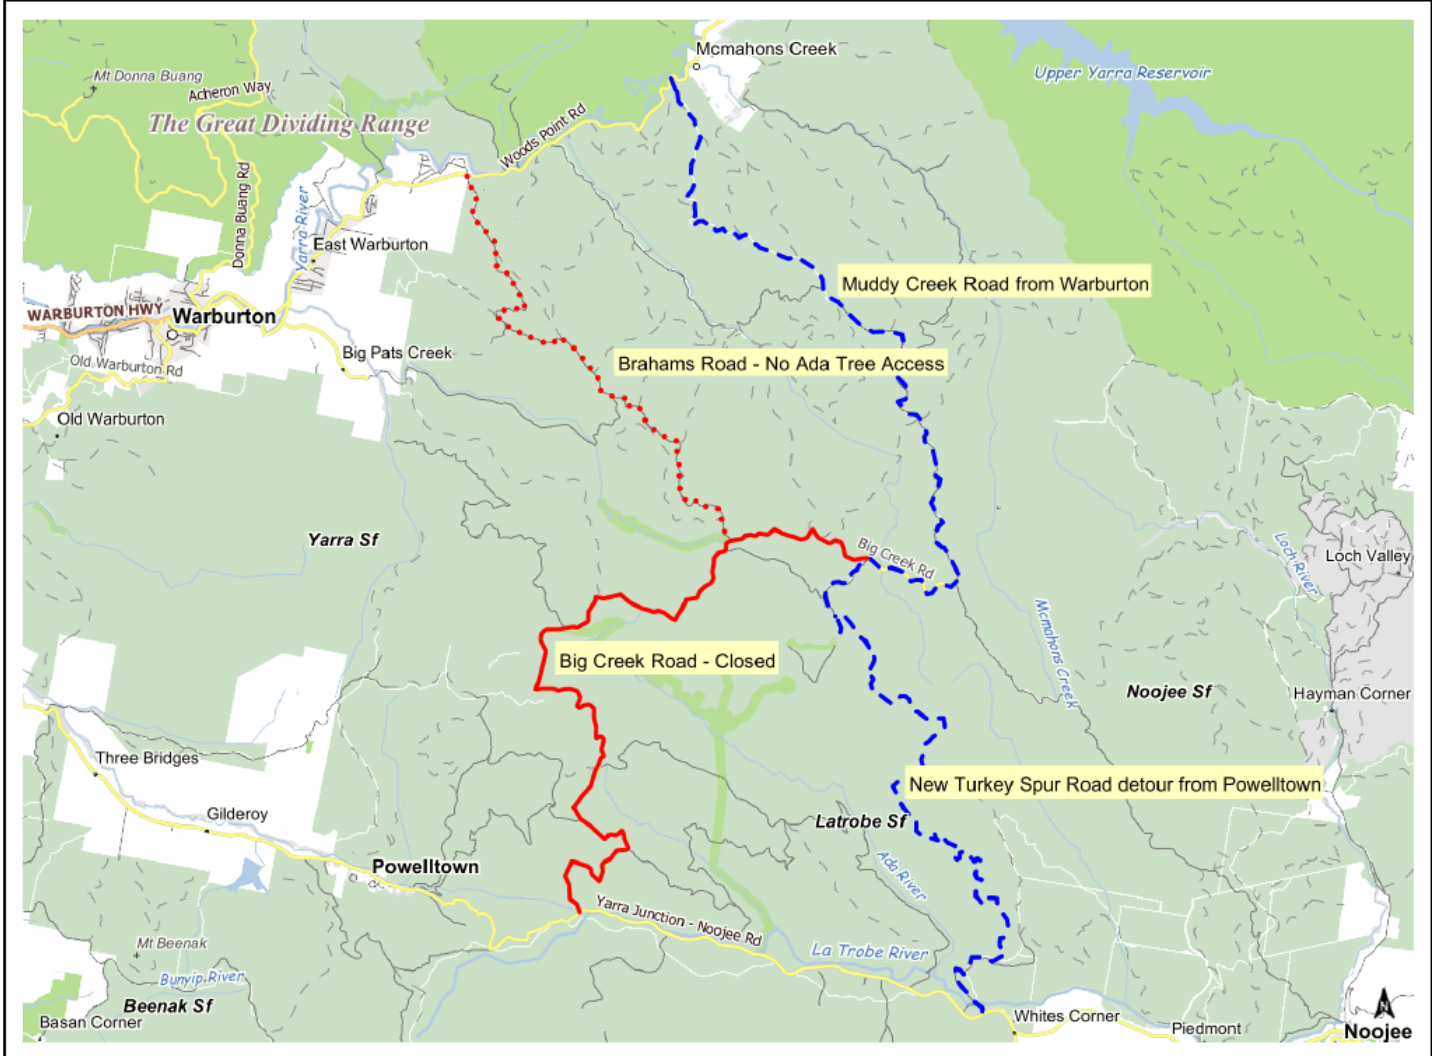 Mcmahons Creek
Mt Donna Buang
Upper Yarra Reservoir
Acheron Way
The Great Dividing Range
Woods Point Rd
Donna Buang Rd
Yarra River
East Warburton
Muddy Creek Road from Warburton
WARBURTON HWY
Warburton
Big Pats Creek
Brahams Road - No Ada Tree Access
Old Warburton Rd
Old Warburton
Yarra Sf
Big Creek Rd
Loch River
Loch Valley
Mcmahons Creek
Big Creek Road - Closed
Noojee Sf
Hayman Corner
Three Bridges
New Turkey Spur Road detour from Powelltown
Gilderoy
Latrobe Sf
Powelltown
Ada River
Yarra Junction - Noojee Rd
Mt Beenak
La Trobe River
Bunyip River
Beenak Sf
N
Basan Corner
Whites Corner
Piedmont
Noojee